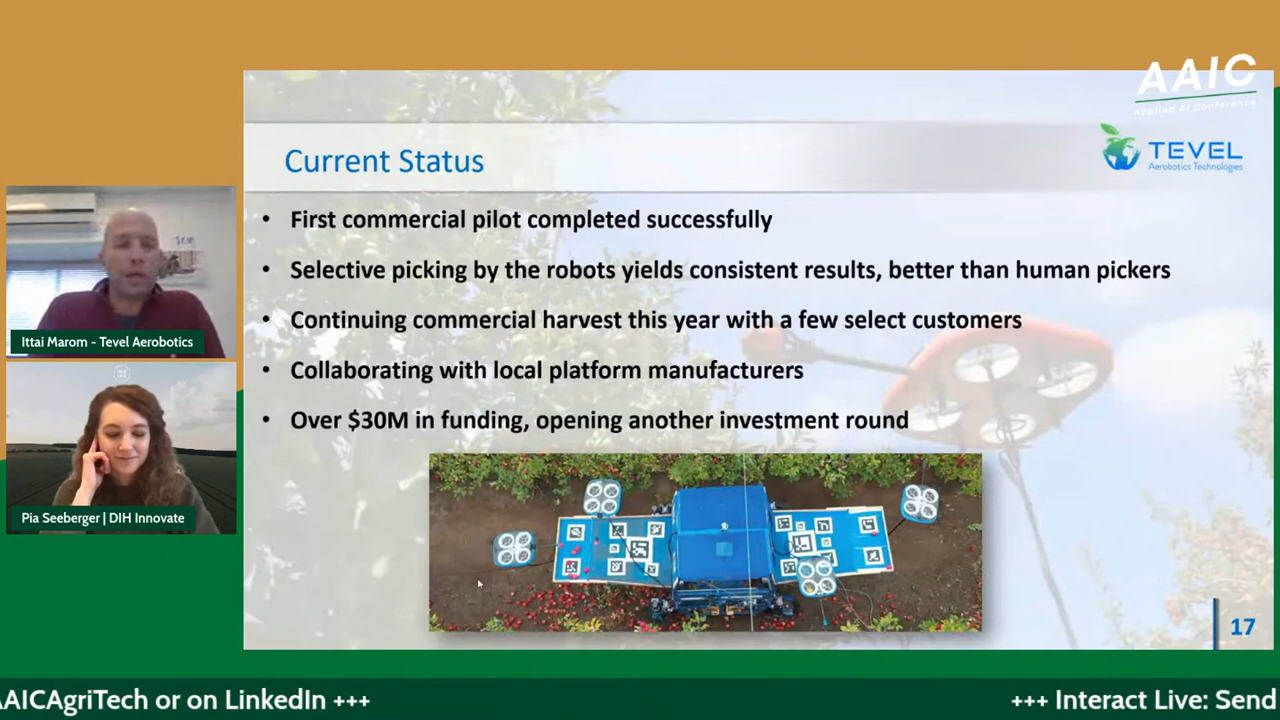 AAIC
Applied AI Conference
TEVEL
Aerobotics Technologies
Current Status
• First commercial pilot completed successfully
• Selective picking by the robots yields consistent results, better than human pickers
• Continuing commercial harvest this year with a few select customers
• Collaborating with local platform manufacturers
• Over $30M in funding, opening another investment round
Ittai Marom - Tevel Aerobotics
Pia Seeberger | DIH Innovate
17
AAICAgriTech or on LinkedIn +++
+++ Interact Live: Send